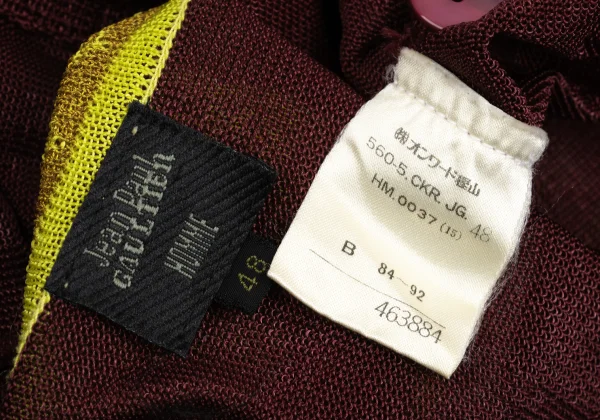 Jean Paul
GAULTIER
HOMME
48
㈱オンワード樫山
560-5. CKR. JG. 48
HM. 0037 (15)
B 84~92
463884